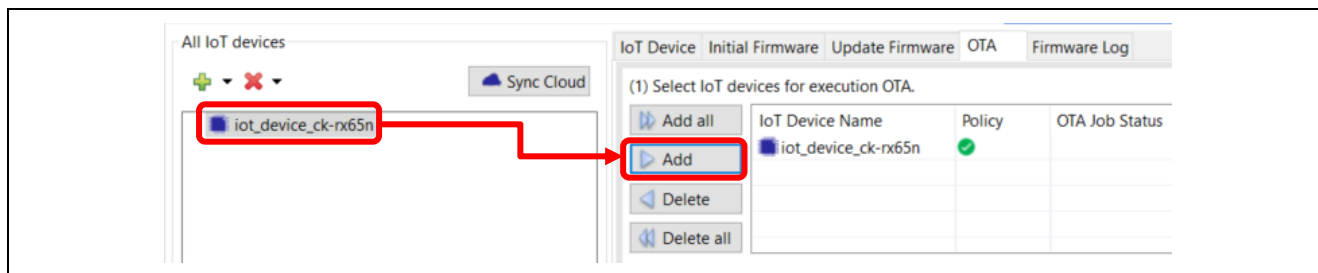 All IoT devices
Sync Cloud
iot_device_ck-rx65n
IoT Device Initial Firmware Update Firmware OTA Firmware Log
(1) Select IoT devices for execution OTA.
Add all
Add
Delete
Delete all
IoT Device Name Policy OTA Job Status
iot_device_ck-rx65n